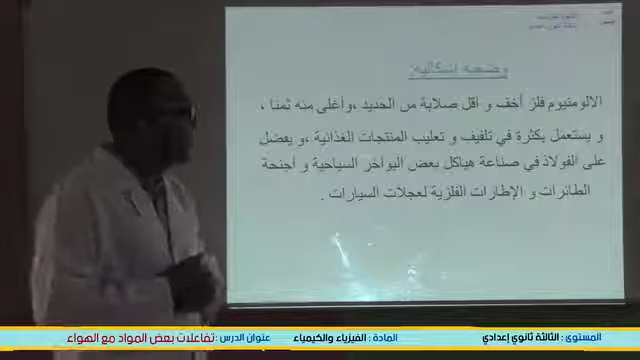 وضعية اشكالية:
الالومنيوم فلز أخف و أقل صلابة من الحديد ،وأغلى منه ثمنا ،
و يستعمل بكثرة في تلفيف و تعليب المنتجات الغذائية ،و يفضل
على الفولاذ في صناعة هياكل بعض البواخر السياحية و أجنحة
الطائرات و الإطارات الفلزية لعجلات السيارات .
المستوى : الثالثة ثانوي إعدادي المادة : الفيزياء والكيمياء عنوان الدرس : تفاعلات بعض المواد مع الهواء